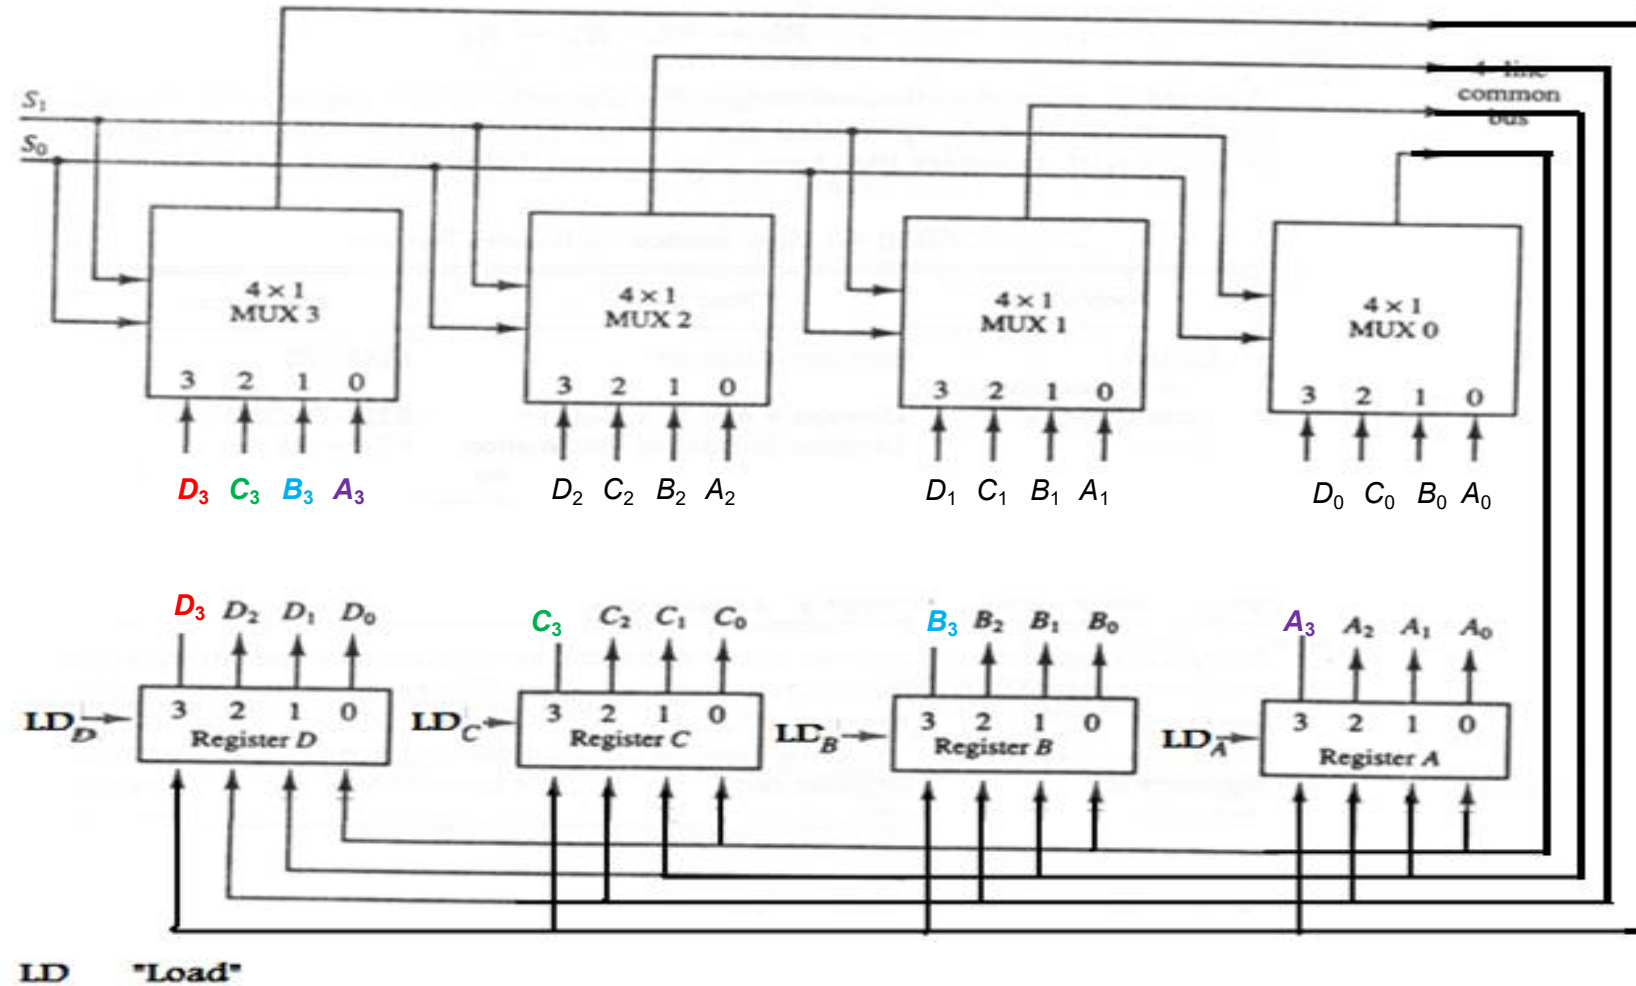 4-line
common
bus
S1
S0
4 × 1
MUX 3
3 2 1 0
4 × 1
MUX 2
3 2 1 0
4 × 1
MUX 1
3 2 1 0
4 × 1
MUX 0
3 2 1 0
D3 C3 B3 A3
D2 C2 B2 A2
D1 C1 B1 A1
D0 C0 B0 A0
D3 D2 D1 D0
C3 C2 C1 C0
B3 B2 B1 B0
A3 A2 A1 A0
LDD
3 2 1 0
Register D
LDC
3 2 1 0
Register C
LDB
3 2 1 0
Register B
LDA
3 2 1 0
Register A
LD "Load"